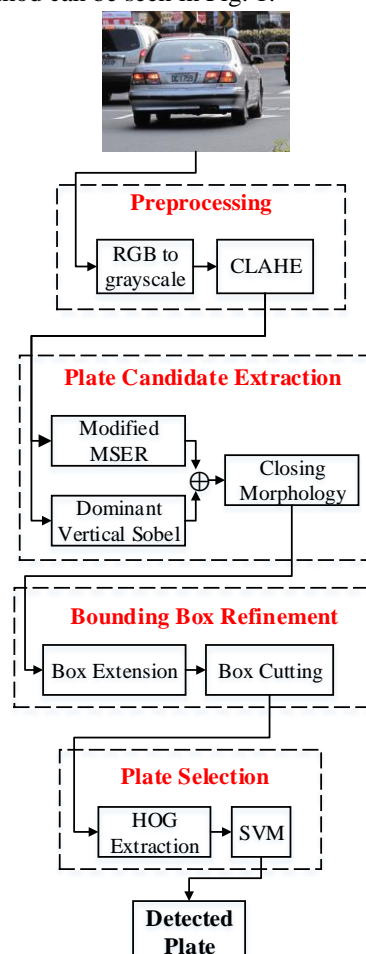 nod can be seen in Fig. 1.
Preprocessing
RGB to
grayscale
CLAHE
Plate Candidate Extraction
Modified
MSER
Dominant
Vertical Sobel
Closing
Morphology
Bounding Box Refinement
Box Extension
Box Cutting
Plate Selection
HOG
Extraction
SVM
Detected
Plate